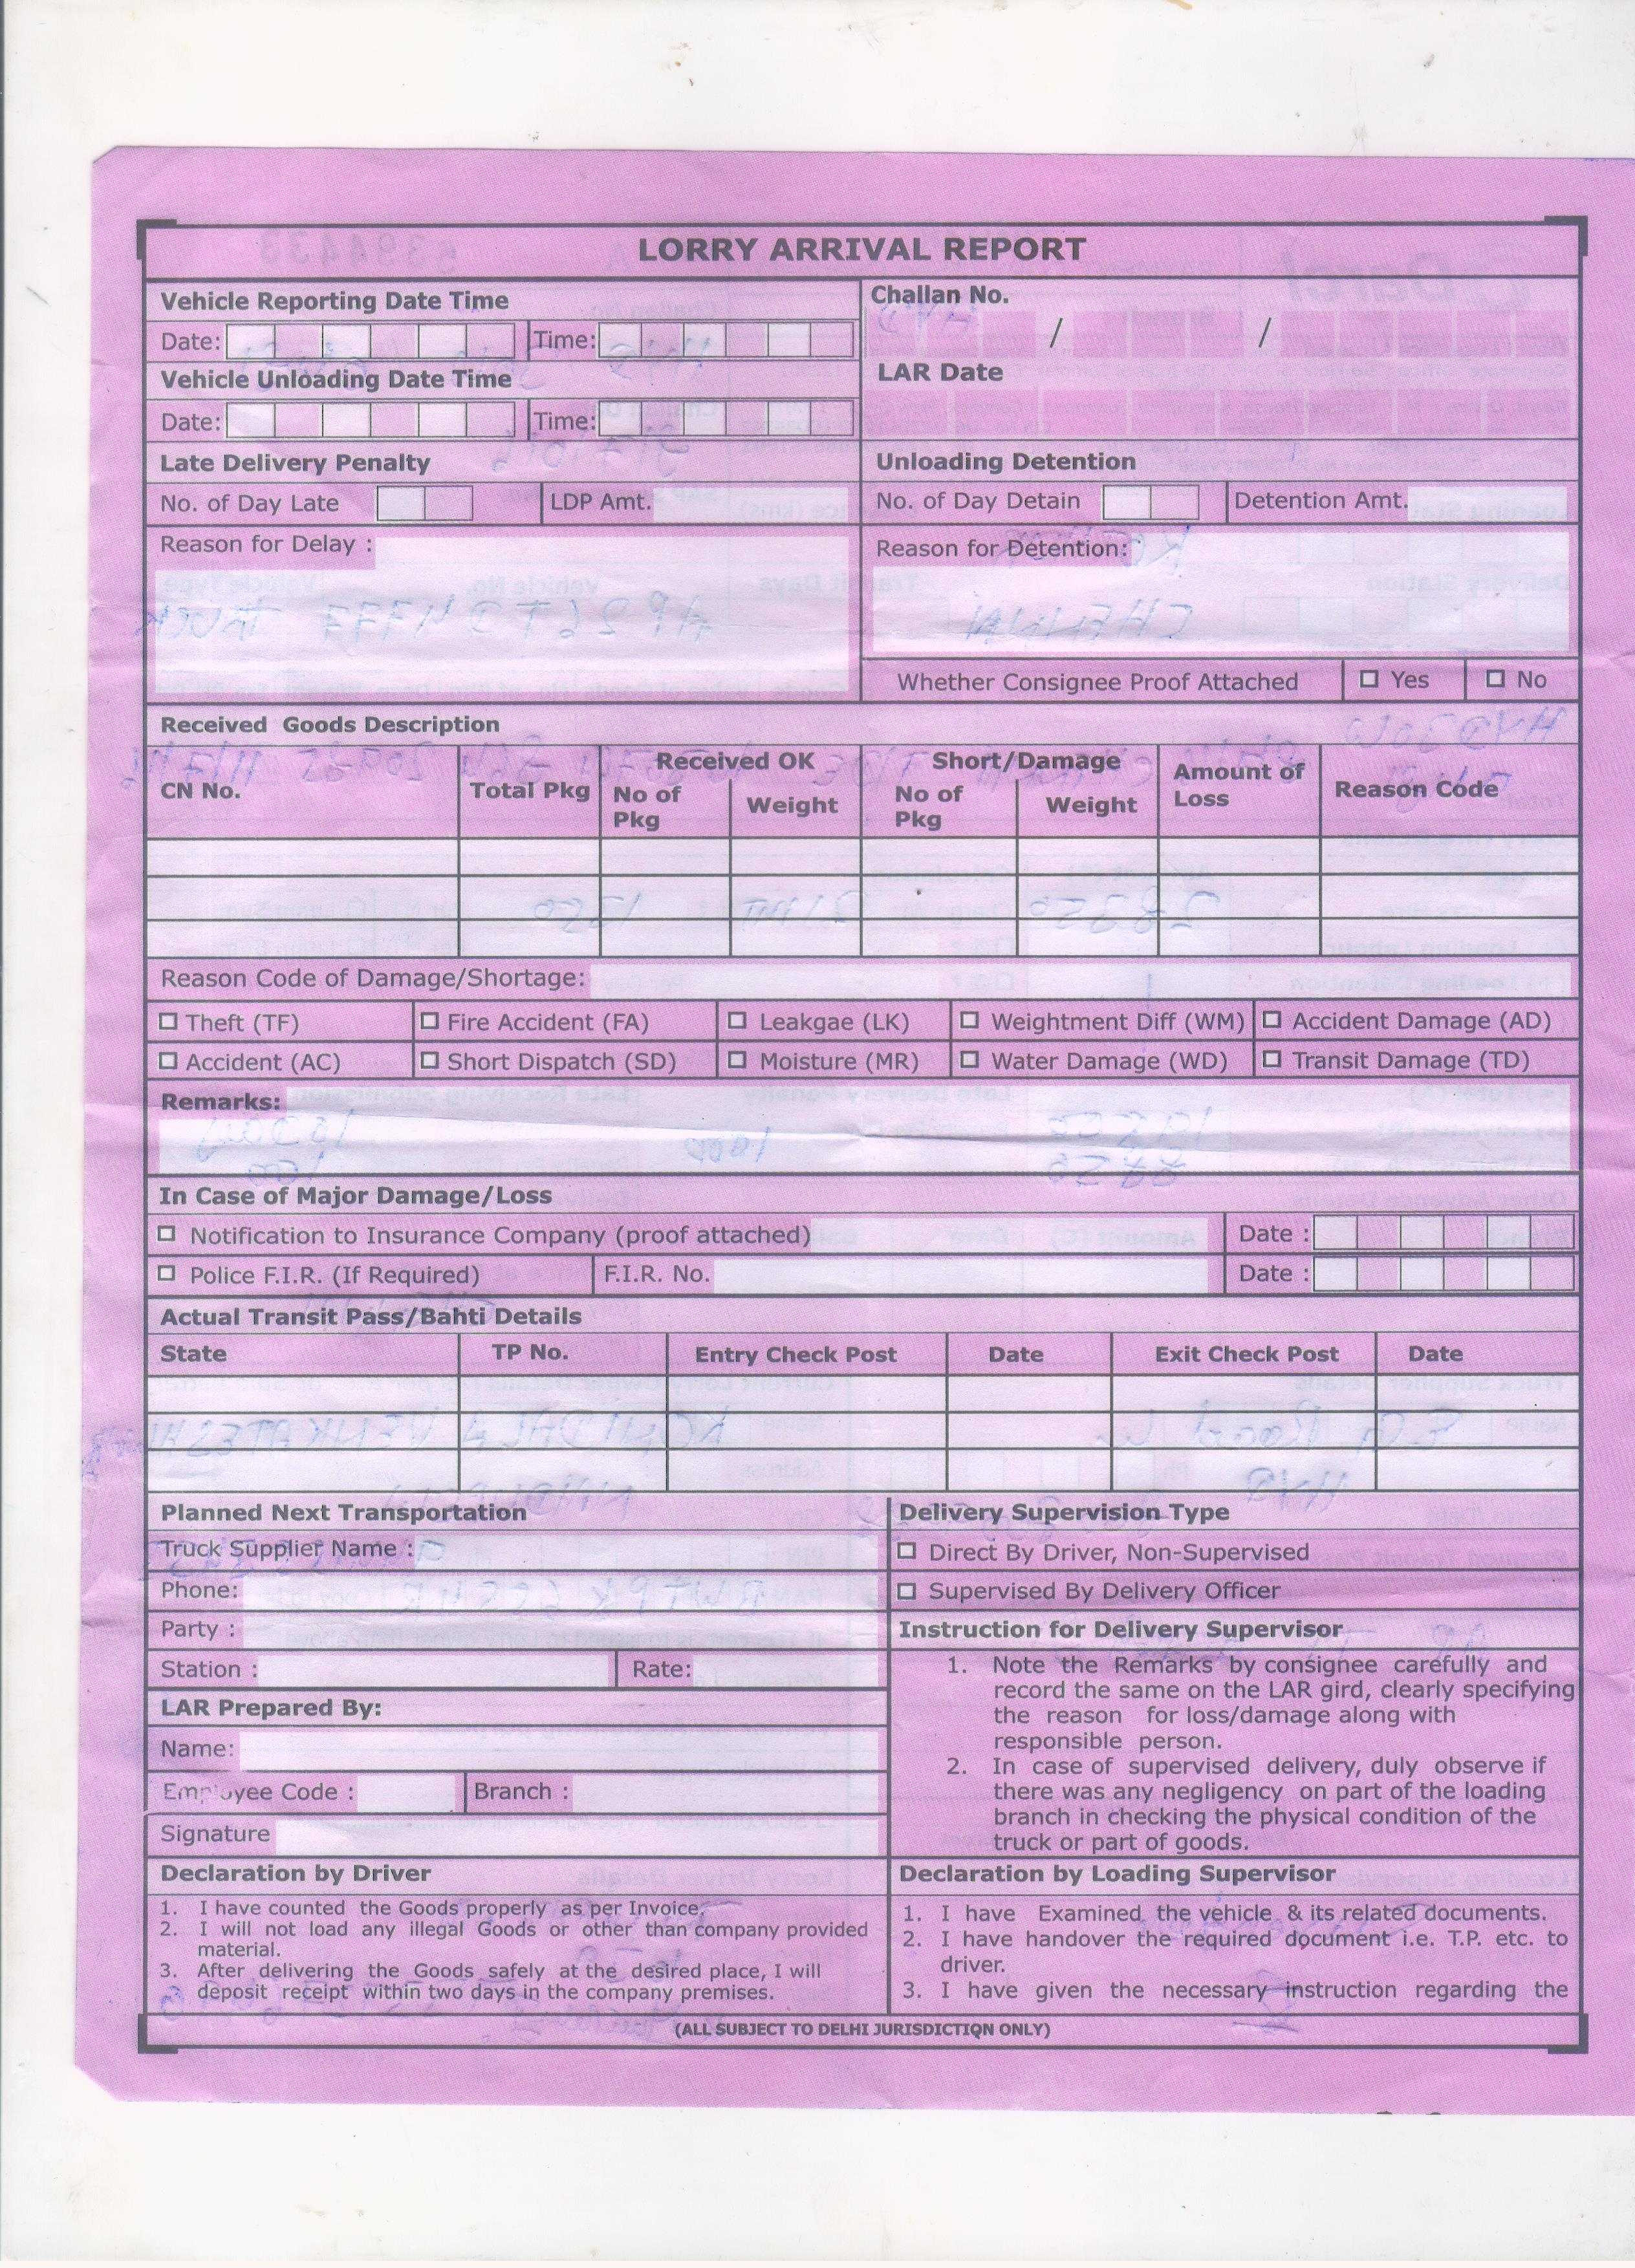 LORRY ARRIVAL REPORT
Vehicle Reporting Date Time
Challan No.
Date: Time: / /
Vehicle Unloading Date Time
LAR Date
Date: Time:
Late Delivery Penalty
Unloading Detention
No. of Day Late LDP Amt.
No. of Day Detain Detention Amt.
Reason for Delay :
Reason for Detention:
Whether Consignee Proof Attached Yes No
Received Goods Description
CN No. Total Pkg Received OK Short/Damage Amount of Loss Reason Code
No of Pkg Weight No of Pkg Weight
Reason Code of Damage/Shortage:
Theft (TF) Fire Accident (FA) Leakgae (LK) Weightment Diff (WM) Accident Damage (AD)
Accident (AC) Short Dispatch (SD) Moisture (MR) Water Damage (WD) Transit Damage (TD)
Remarks:
In Case of Major Damage/Loss
Notification to Insurance Company (proof attached) Date :
Police F.I.R. (If Required) F.I.R. No. Date :
Actual Transit Pass/Bahti Details
State TP No. Entry Check Post Date Exit Check Post Date
Planned Next Transportation
Truck Supplier Name :
Phone:
Party :
Station : Rate:
LAR Prepared By:
Name:
Employee Code : Branch :
Signature
Delivery Supervision Type
Direct By Driver, Non-Supervised
Supervised By Delivery Officer
Instruction for Delivery Supervisor
1. Note the Remarks by consignee carefully and
record the same on the LAR gird, clearly specifying
the reason for loss/damage along with
responsible person.
2. In case of supervised delivery, duly observe if
there was any negligency on part of the loading
branch in checking the physical condition of the
truck or part of goods.
Declaration by Driver
1. I have counted the Goods properly as per Invoice.
2. I will not load any illegal Goods or other than company provided
material.
3. After delivering the Goods safely at the desired place, I will
deposit receipt within two days in the company premises.
Declaration by Loading Supervisor
1. I have Examined the vehicle & its related documents.
2. I have handover the required document i.e. T.P. etc. to
driver.
3. I have given the necessary instruction regarding the
(ALL SUBJECT TO DELHI JURISDICTION ONLY)